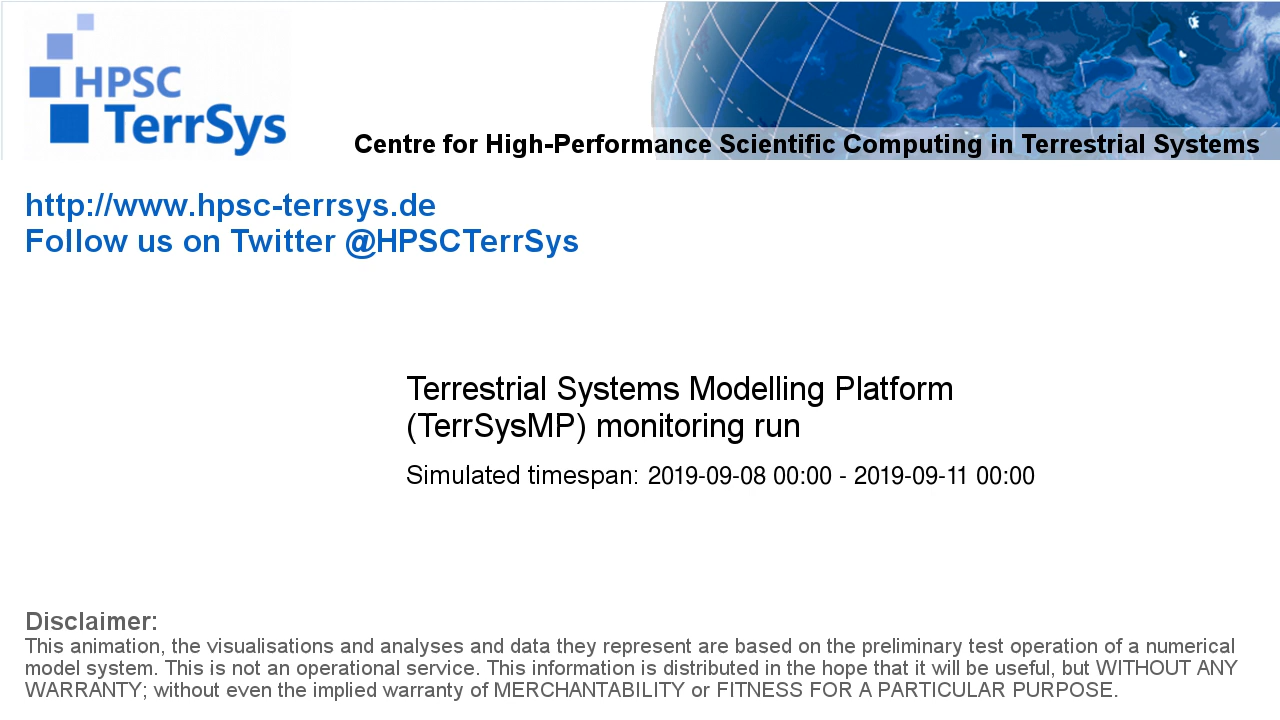 HPSC
TerrSys
Centre for High-Performance Scientific Computing in Terrestrial Systems
http://www.hpsc-terrsys.de
Follow us on Twitter @HPSCTerrSys
Terrestrial Systems Modelling Platform
(TerrSysMP) monitoring run
Simulated timespan: 2019-09-08 00:00 - 2019-09-11 00:00
Disclaimer:
This animation, the visualisations and analyses and data they represent are based on the preliminary test operation of a numerical
model system. This is not an operational service. This information is distributed in the hope that it will be useful, but WITHOUT ANY
WARRANTY; without even the implied warranty of MERCHANTABILITY or FITNESS FOR A PARTICULAR PURPOSE.